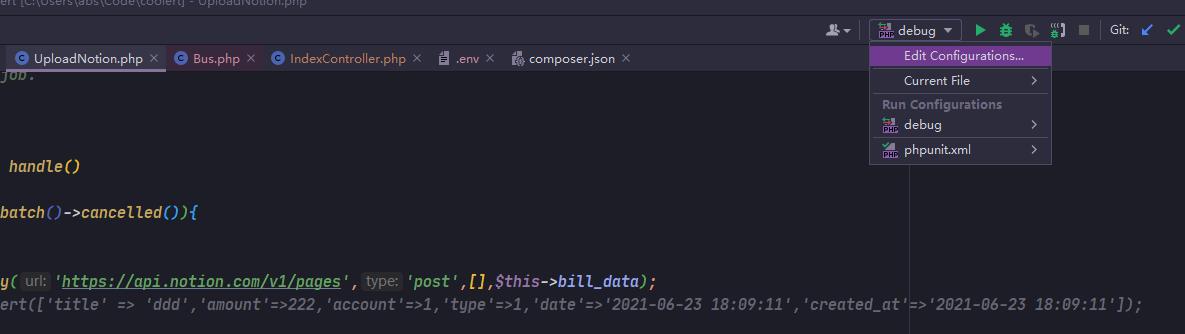 ert [C:\Users\abs\Code\coolert] - UploadNotion.php
debug
Git:
UploadNotion.php
Bus.php
IndexController.php
.env
composer.json
Edit Configurations...
Current File
Run Configurations
debug
phpunit.xml
job.
handle()
batch()->cancelled()){
y( url: 'https://api.notion.com/v1/pages', type: 'post',[],$this->bill_data);
ert(['title' => 'ddd','amount'=>222,'account'=>1,'type'=>1,'date'=>'2021-06-23 18:09:11','created_at'=>'2021-06-23 18:09:11']);